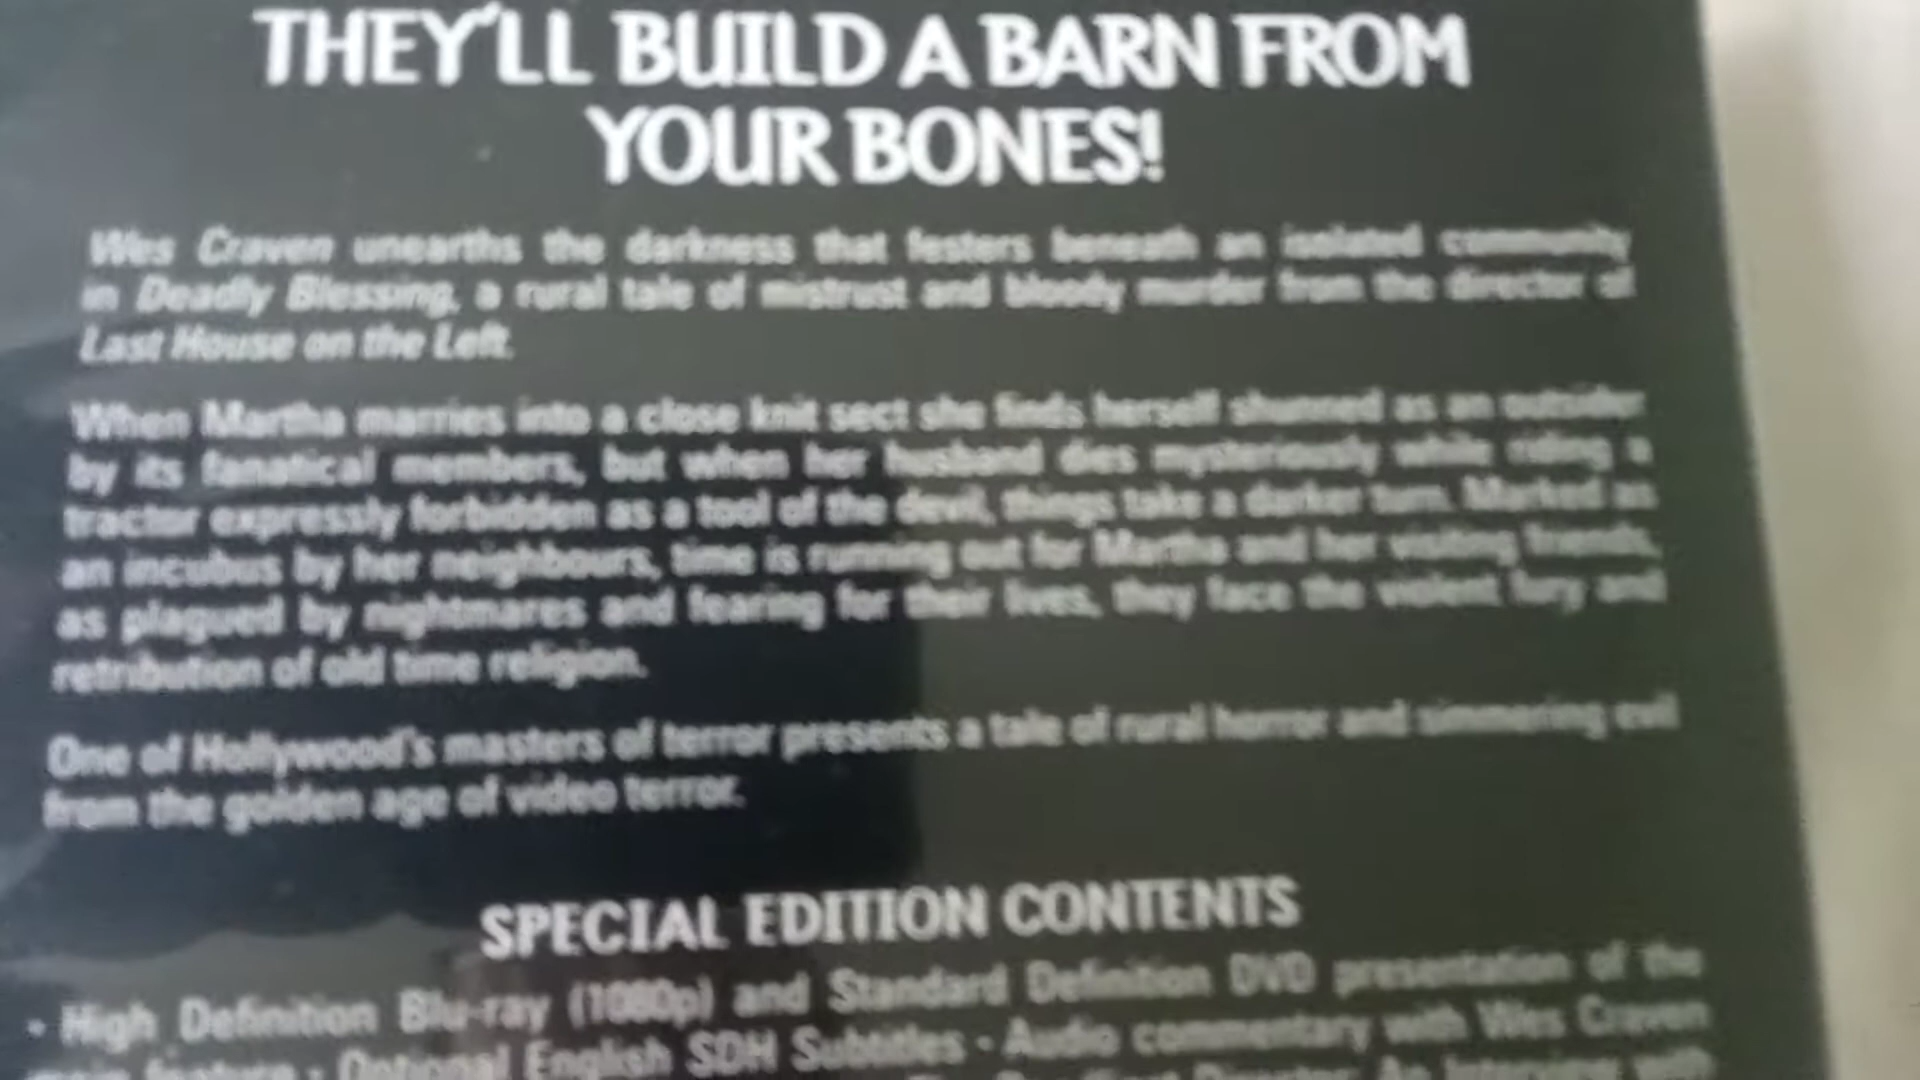 THEY'LL BUILD A BARN FROM
YOUR BONES!
Wes Craven unearths the darkness that festers beneath an isolated community
in Deadly Blessing, a rural tale of mistrust and bloody murder from the director of
Last House on the Left.
When Martha marries into a close knit sect she finds herself shunned as an outsider
by its fanatical members, but when her husband dies mysteriously while riding a
tractor expressly forbidden as a tool of the devil, things take a darker turn. Marked as
an incubus by her neighbours, time is running out for Martha and her visiting friends,
as plagued by nightmares and fearing for their lives, they face the violent fury and
retribution of old time religion.
One of Hollywood's masters of terror presents a tale of rural horror and simmering evil
from the golden age of video terror.
SPECIAL EDITION CONTENTS
• High Definition Blu-ray (1080p) and Standard Definition DVD presentation of the
feature • Optional English SDH Subtitles • Audio commentary with Wes Craven
An Interview with